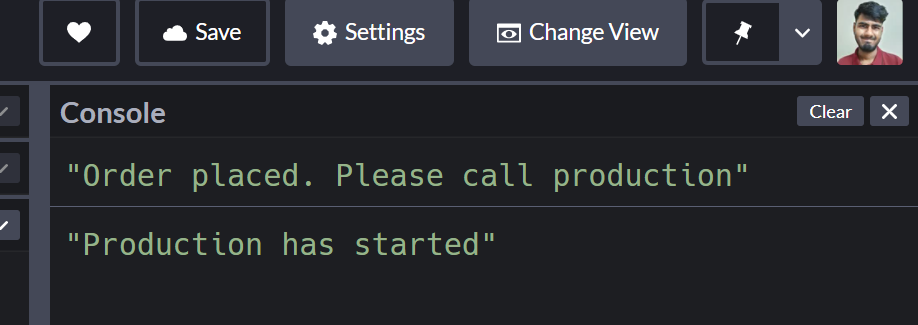 Save
Settings
Change View
Console
Clear
"Order placed. Please call production"
"Production has started"